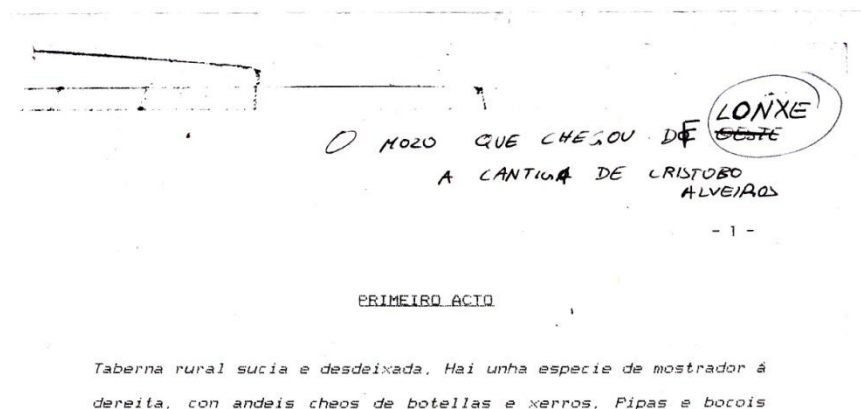 LONXE
O MOZO QUE CHEGOU DE OESTE
A CANTIGA DE CRISTOBO
ALVEIROS
- 1 -
PRIMEIRO ACTO
Taberna rural sucia e desdeixada. Hai unha especie de mostrador á
dereita, con andeis cheos de botellas e xerros. Pipas e bocois